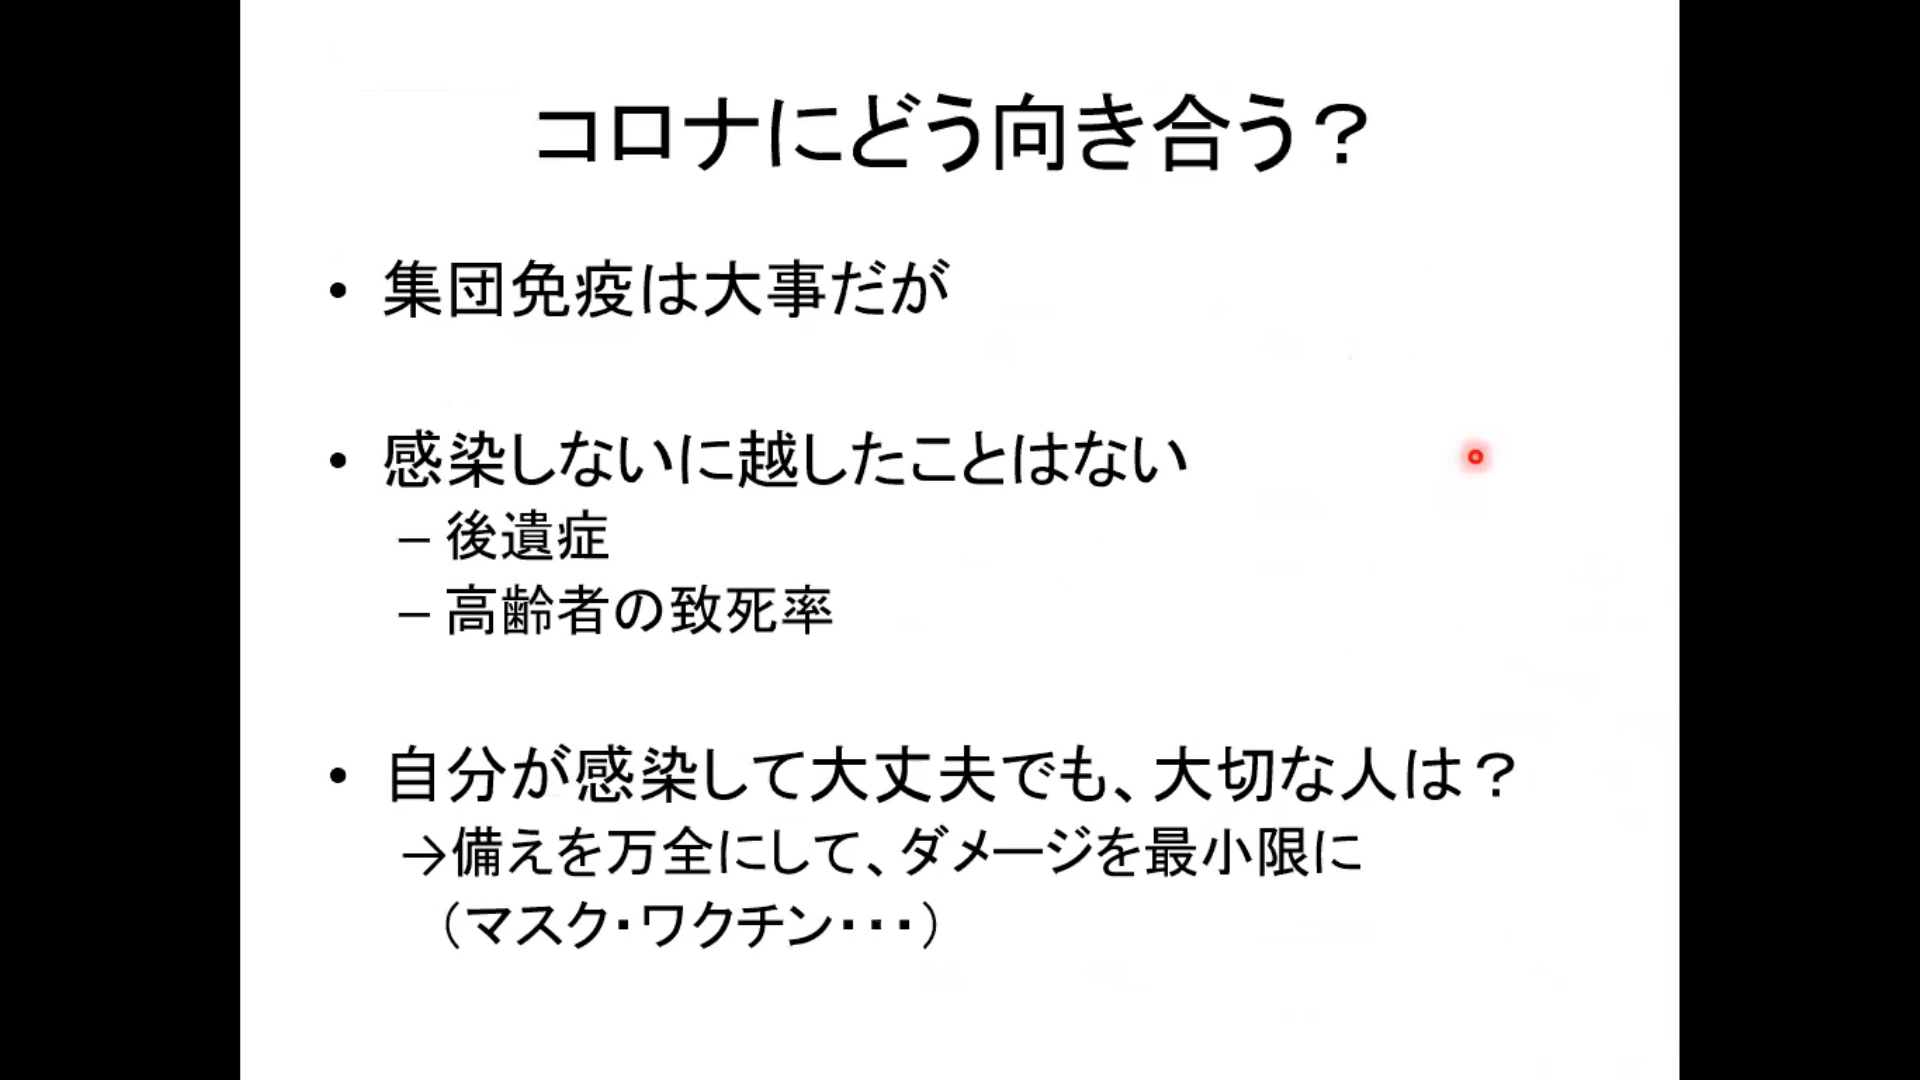 コロナにどう向き合う？
• 集団免疫は大事だが
• 感染しないに越したことはない
– 後遺症
– 高齢者の致死率
• 自分が感染して大丈夫でも、大切な人は？
→備えを万全にして、ダメージを最小限に
（マスク・ワクチン・・・）